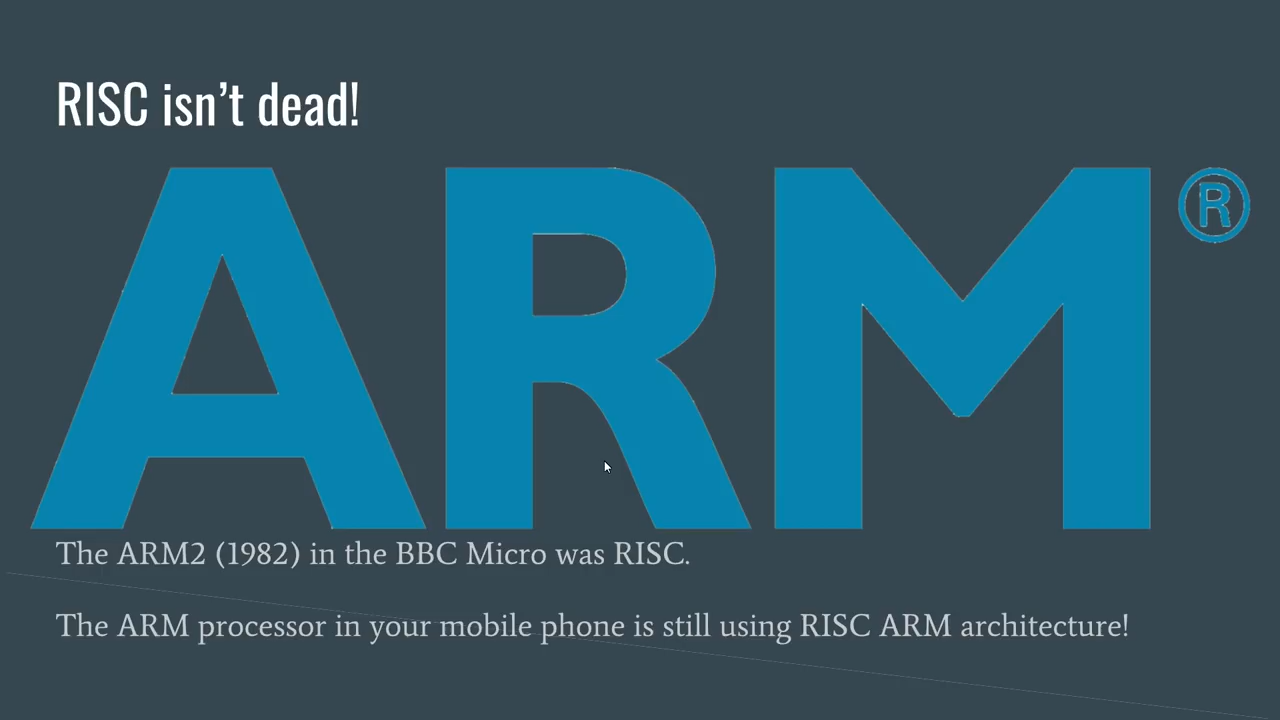 RISC isn't dead!
ARM®
The ARM2 (1982) in the BBC Micro was RISC.
The ARM processor in your mobile phone is still using RISC ARM architecture!